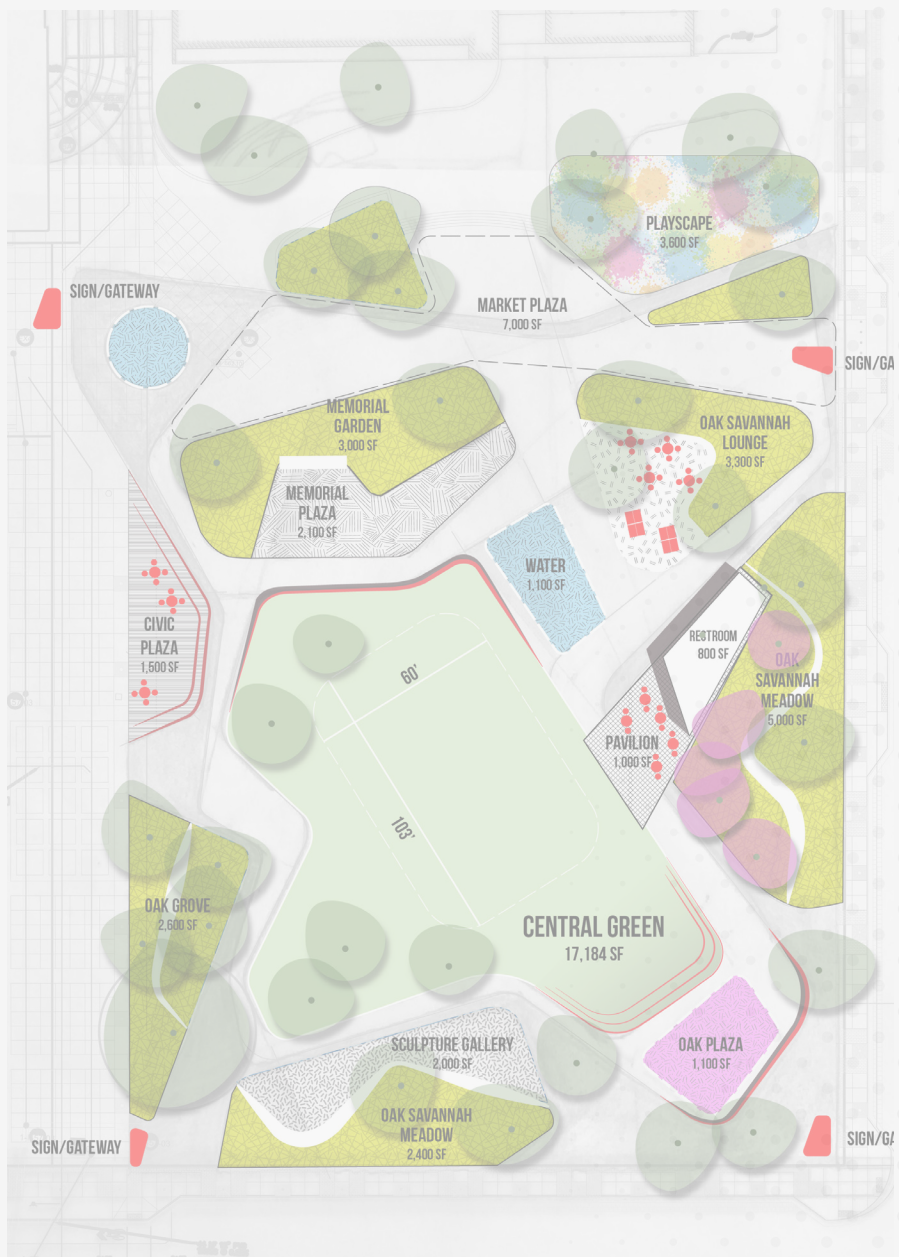 PLAYSCAPE
3,600 SF
SIGN/GATEWAY
MARKET PLAZA
7,000 SF
SIGN/GA
MEMORIAL
GARDEN
3,000 SF
OAK SAVANNAH
LOUNGE
3,300 SF
MEMORIAL
PLAZA
2,100 SF
WATER
1,100 SF
CIVIC
PLAZA
1,500 SF
RESTROOM
800 SF
OAK
SAVANNAH
MEADOW
5,000 SF
60'
PAVILION
1,000 SF
103'
OAK GROVE
2,600 SF
CENTRAL GREEN
17,184 SF
SCULPTURE GALLERY
2,000 SF
OAK PLAZA
1,100 SF
OAK SAVANNAH
MEADOW
2,400 SF
SIGN/GATEWAY
SIGN/GA